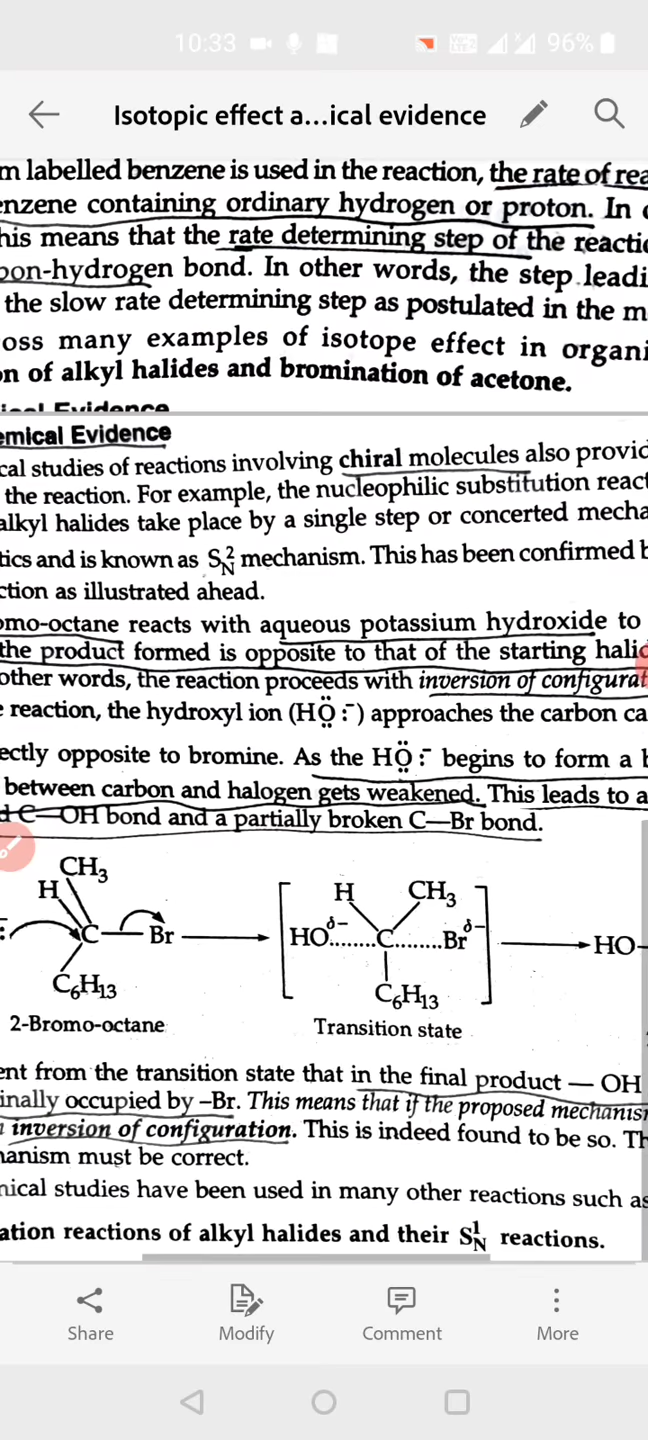 10:33
96%
Isotopic effect a...ical evidence
m labelled benzene is used in the reaction, the rate of rea
enzene containing ordinary hydrogen or proton. In
his means that the rate determining step of the reactio
bon-hydrogen bond. In other words, the step leadi
the slow rate determining step as postulated in the m
oss many examples of isotope effect in organi
on of alkyl halides and bromination of acetone.
ical Evidence
emical Evidence
cal studies of reactions involving chiral molecules also provid
the reaction. For example, the nucleophilic substitution react
alkyl halides take place by a single step or concerted mecha
tics and is known as S²N mechanism. This has been confirmed b
ction as illustrated ahead.
omo-octane reacts with aqueous potassium hydroxide to
the product formed is opposite to that of the starting halid
other words, the reaction proceeds with inversion of configurat
e reaction, the hydroxyl ion (HÖ̤:⁻) approaches the carbon ca
ectly opposite to bromine. As the HÖ̤:⁻ begins to form a b
between carbon and halogen gets weakened. This leads to a
d C—OH bond and a partially broken C—Br bond.
CH₃
H
C—Br
C₆H₁₃
2-Bromo-octane
H CH₃
HOδ⁻........C........Brδ⁻
C₆H₁₃
Transition state
HO-
ent from the transition state that in the final product — OH
inally occupied by –Br. This means that if the proposed mechanism
inversion of configuration. This is indeed found to be so. Th
hanism must be correct.
nical studies have been used in many other reactions such as
ation reactions of alkyl halides and their S¹N reactions.
Share
Modify
Comment
More